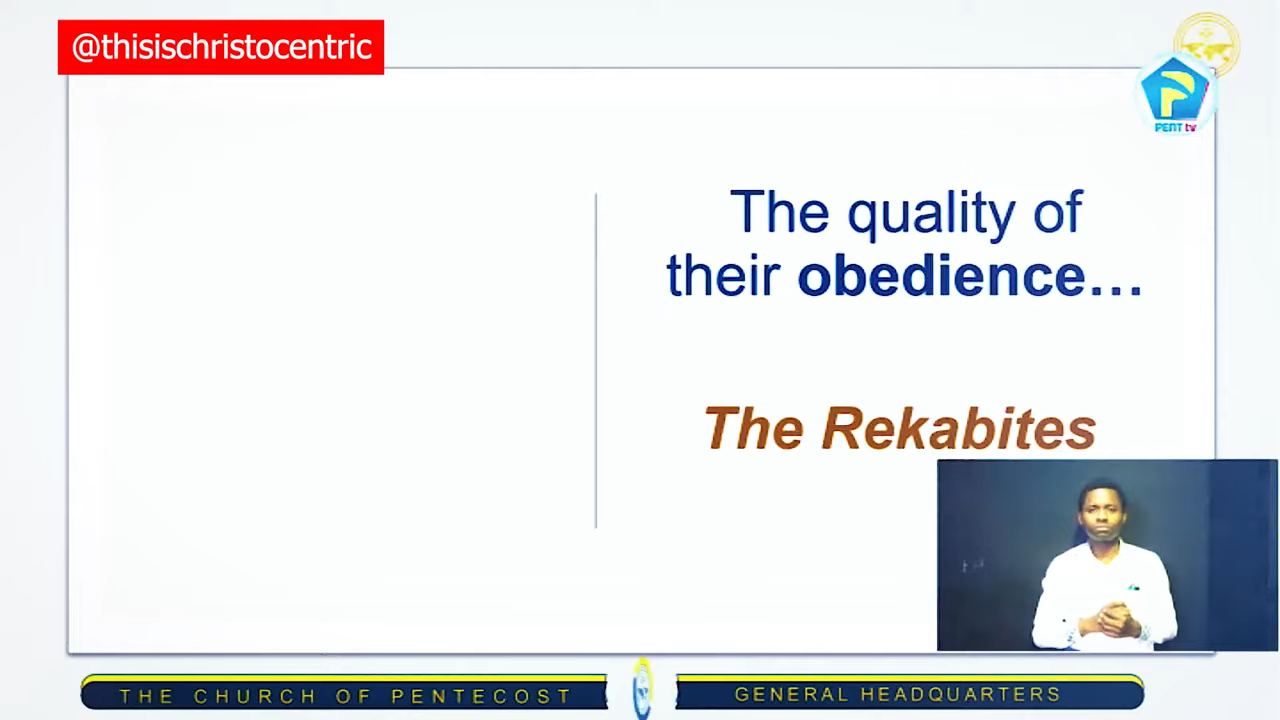 @thisischristocentric
PENT tv
The quality of
their obedience...
The Rekabites
THE CHURCH OF PENTECOST
GENERAL HEADQUARTERS